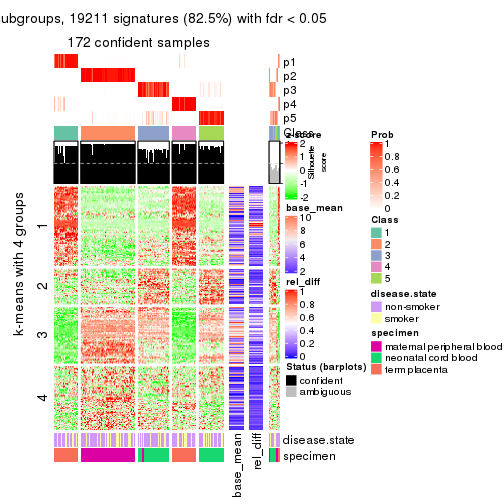 subgroups, 19211 signatures (82.5%) with fdr < 0.05
172 confident samples
p1
p2
p3
p4
p5
Class
Silhouette
score
k-means with 4 groups
1
2
3
4
base_mean
rel_diff
disease.state
specimen
z-score
2
1
0
-1
-2
base_mean
10
8
6
4
2
rel_diff
1
0.8
0.6
0.4
0.2
0
Status (barplots)
confident
ambiguous
Prob
1
0.8
0.6
0.4
0.2
0
Class
1
2
3
4
5
disease.state
non-smoker
smoker
specimen
maternal peripheral blood
neonatal cord blood
term placenta